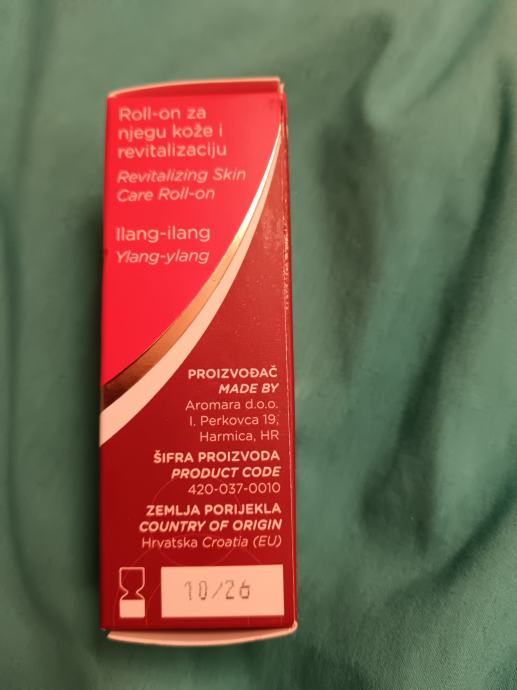 Roll-on za
njegu kože i
revitalizaciju
Revitalizing Skin
Care Roll-on
Ilang-ilang
Ylang-ylang
PROIZVOĐAČ
MADE BY
Aromara d.o.o.
I. Perkovca 19,
Harmica, HR
ŠIFRA PROIZVODA
PRODUCT CODE
420-037-0010
ZEMLJA PORIJEKLA
COUNTRY OF ORIGIN
Hrvatska Croatia (EU)
10/26